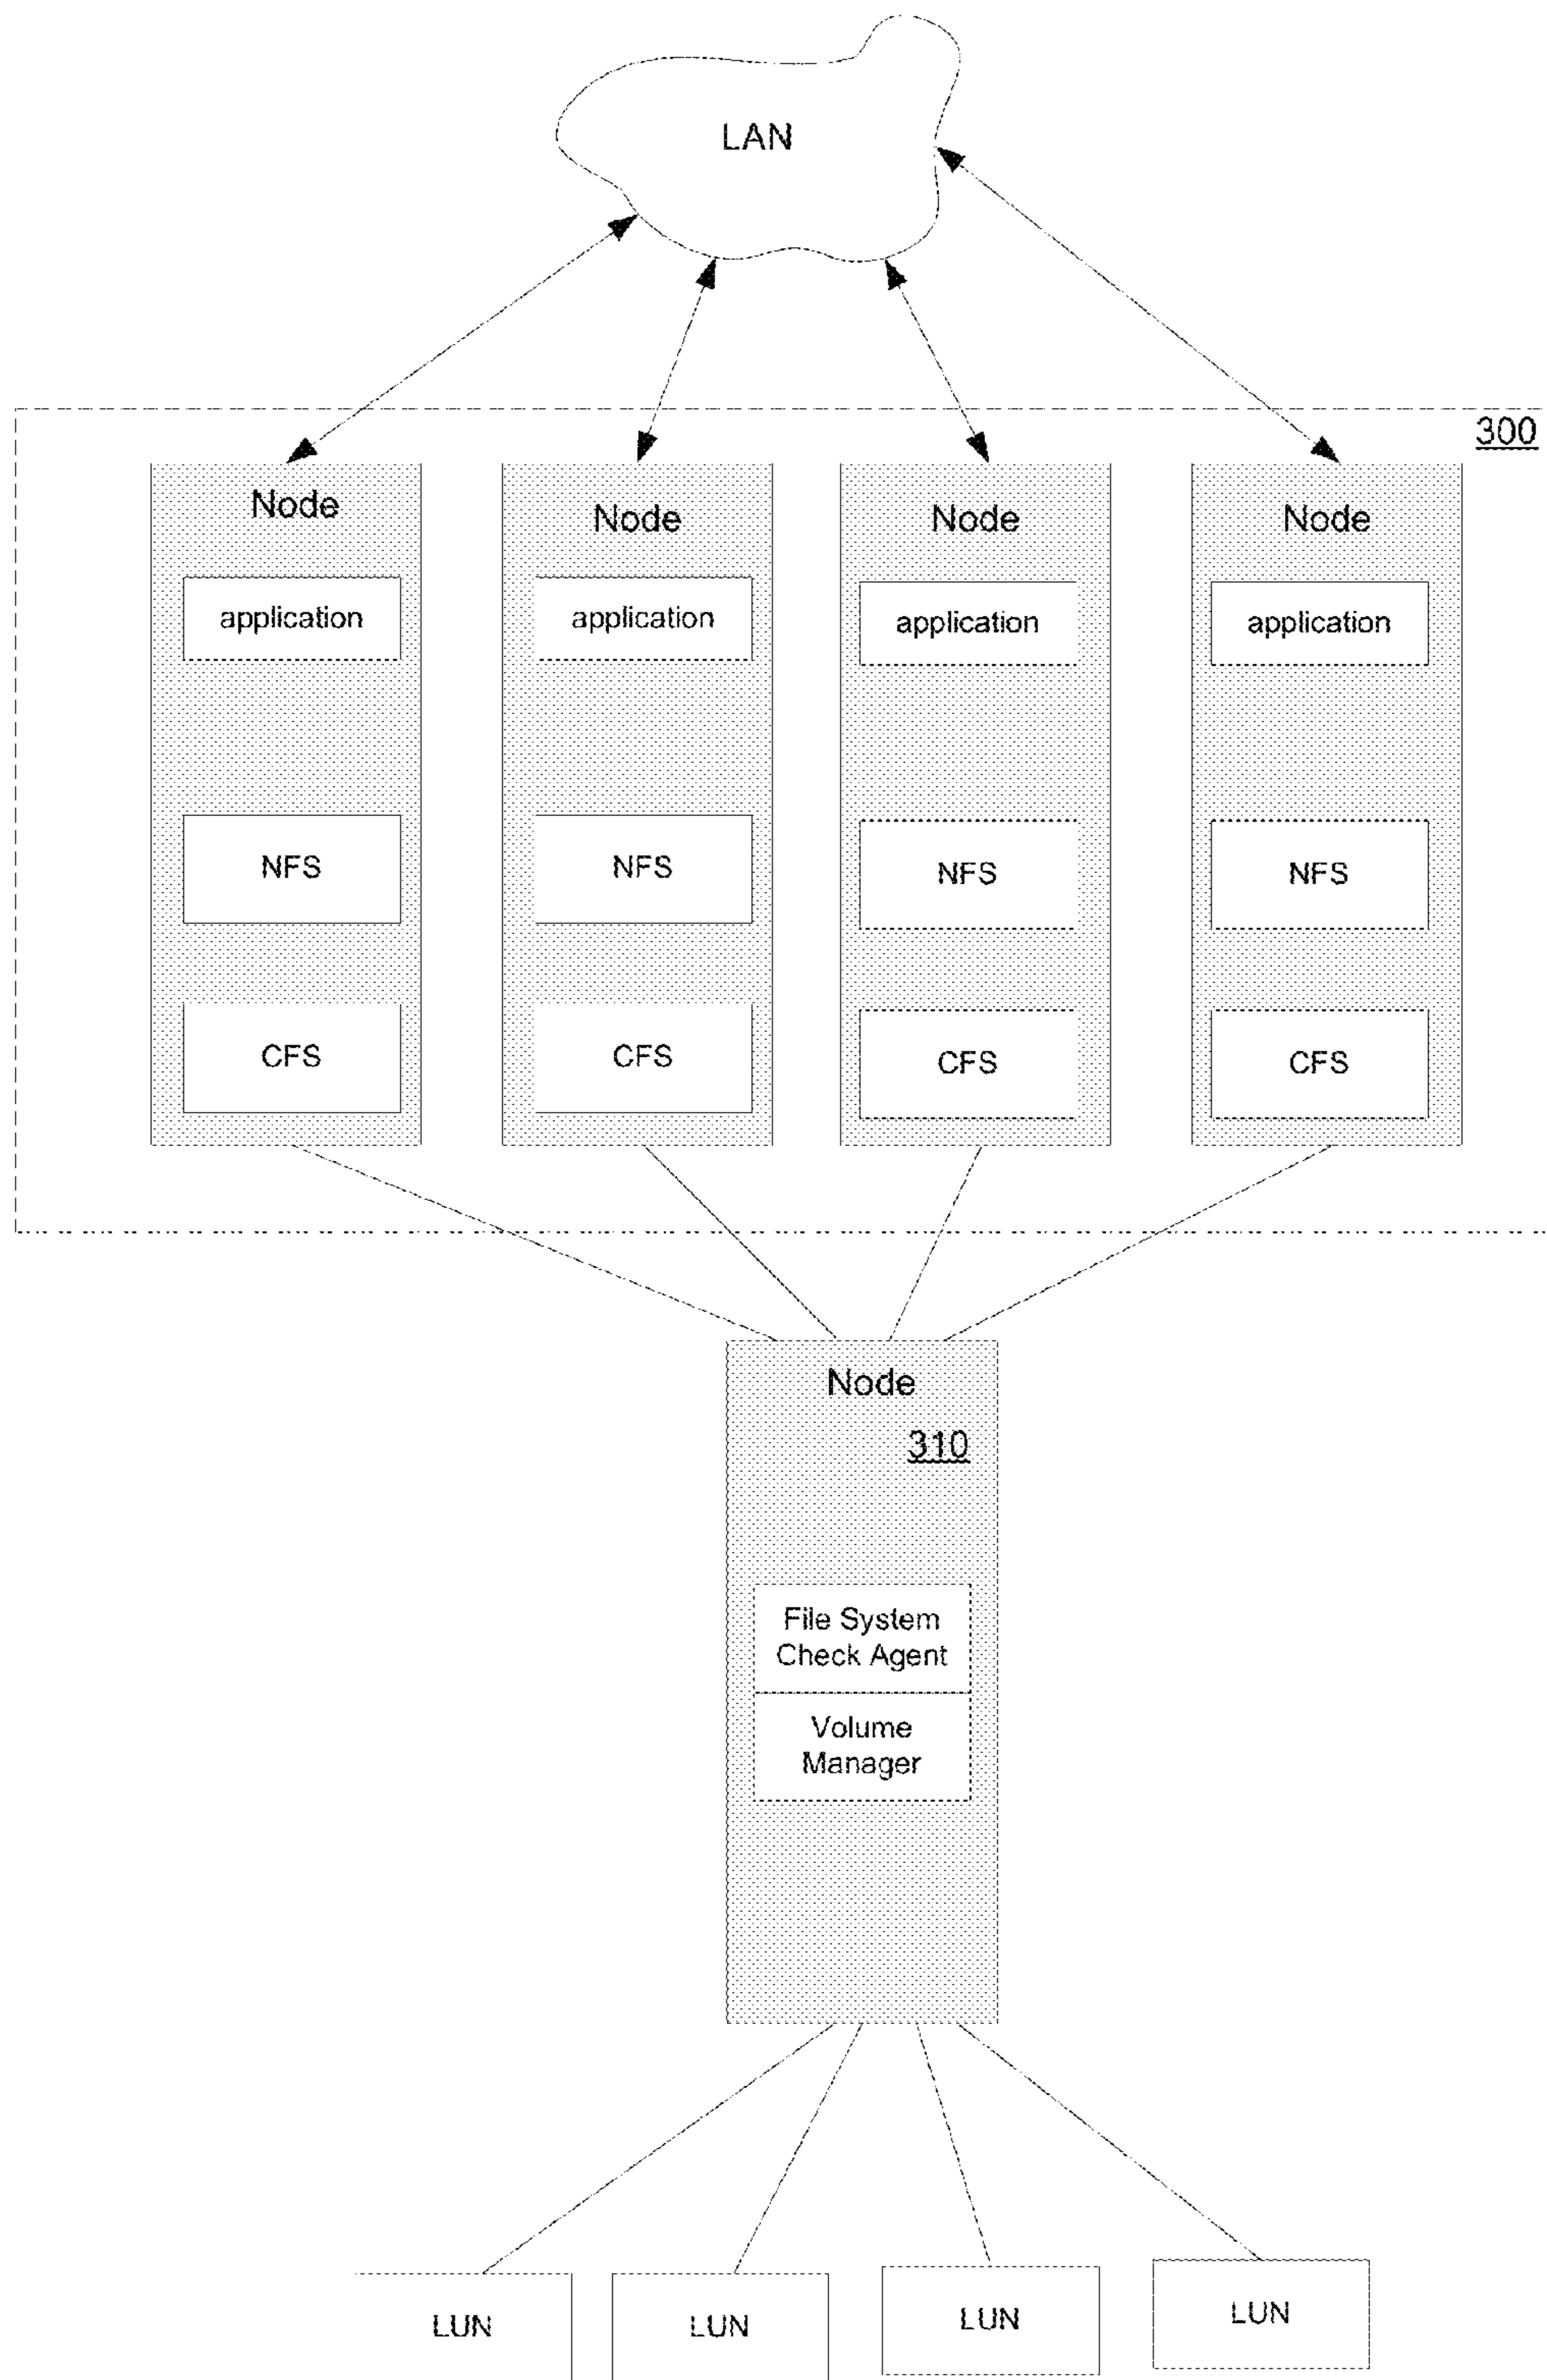 LAN
300
Node
Node
Node
Node
application
application
application
application
NFS
NFS
NFS
NFS
CFS
CFS
CFS
CFS
Node
310
File System
Check Agent
Volume
Manager
LUN
LUN
LUN
LUN